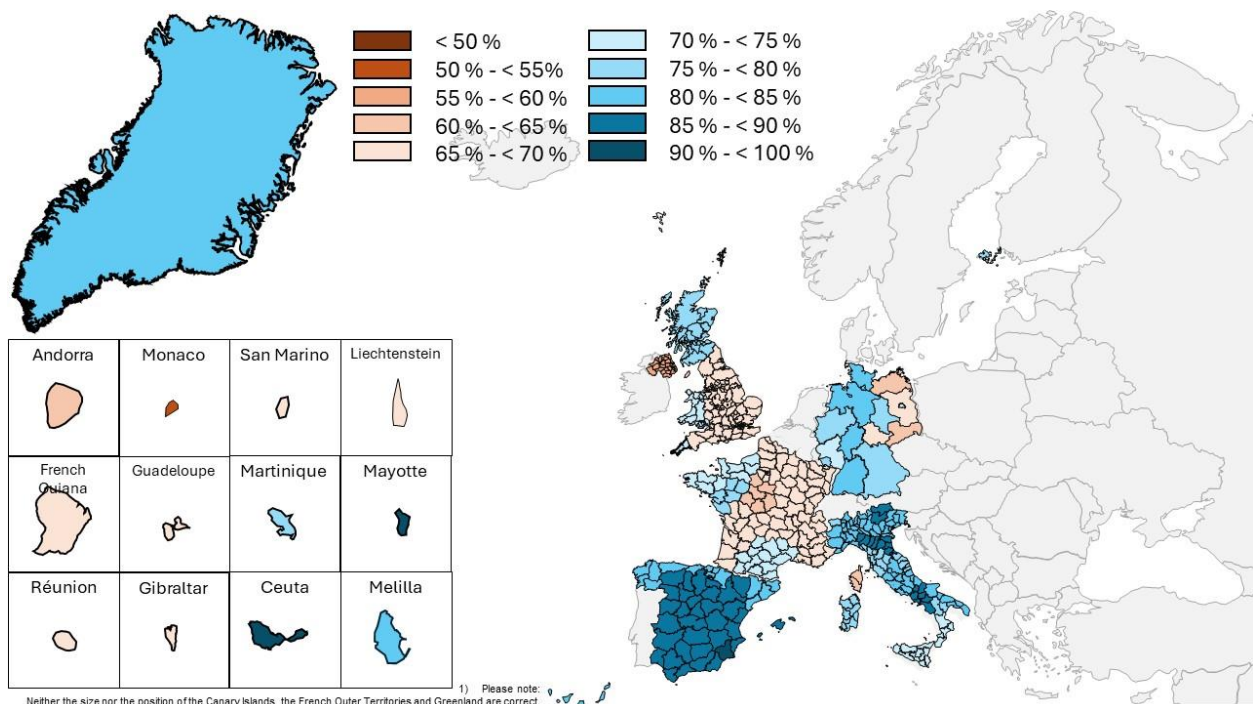 < 50 %
50 % - < 55%
55 % - < 60 %
60 % - < 65 %
65 % - < 70 %
70 % - < 75 %
75 % - < 80 %
80 % - < 85 %
85 % - < 90 %
90 % - < 100 %
Andorra
Monaco
San Marino
Liechtenstein
French
Guiana
Guadeloupe
Martinique
Mayotte
Réunion
Gibraltar
Ceuta
Melilla
1) Please note:
Neither the size nor the position of the Canary Islands, the French Outer Territories and Greenland are correct